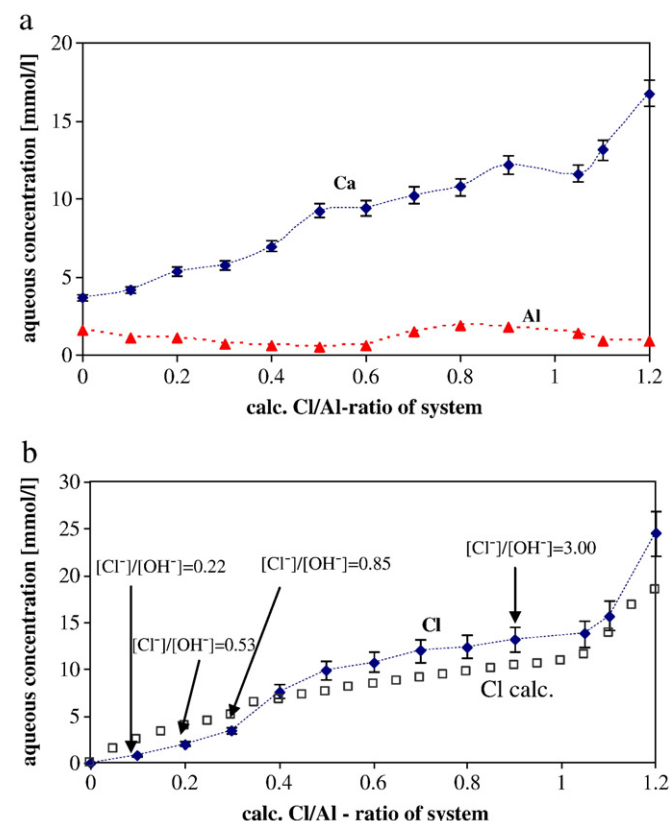 a
20
15
10
5
0
aqueous concentration [mmol/l]
Ca
Al
0 0.2 0.4 0.6 0.8 1 1.2
calc. Cl/Al-ratio of system
b
30
25
20
15
10
5
0
aqueous concentration [mmol/l]
[Cl⁻]/[OH⁻]=0.22
[Cl⁻]/[OH⁻]=0.53
[Cl⁻]/[OH⁻]=0.85
[Cl⁻]/[OH⁻]=3.00
Cl
Cl calc.
0 0.2 0.4 0.6 0.8 1 1.2
calc. Cl/Al - ratio of system